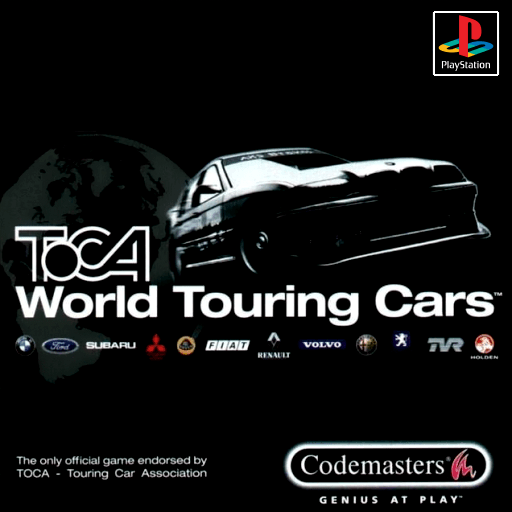 PlayStation
TOCA
World Touring Cars™
Ford SUBARU FIAT RENAULT VOLVO TVR HOLDEN
The only official game endorsed by
TOCA - Touring Car Association
Codemasters
GENIUS AT PLAY™